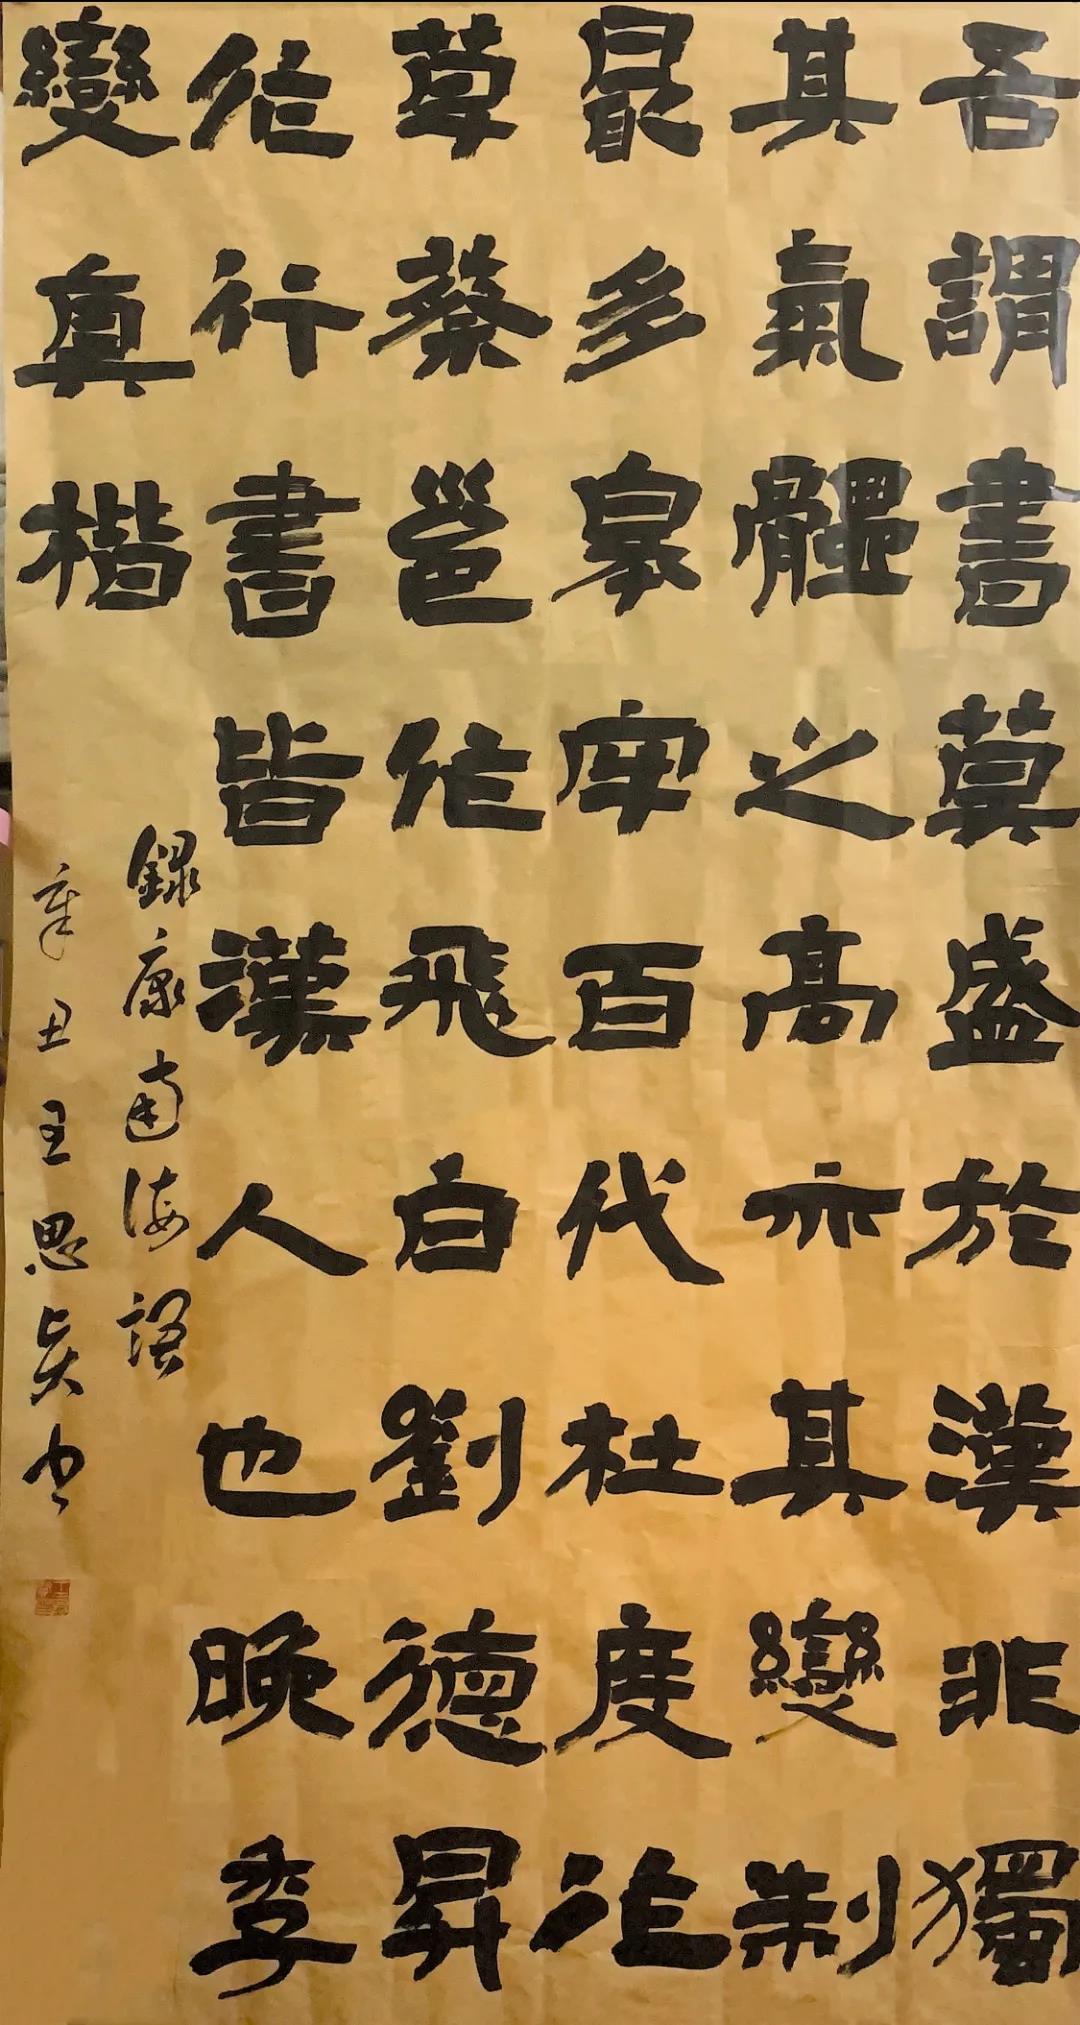 吾謂書莫盛於漢非獨
其氣體之高亦其變制
最多皋牢百代杜度作
草蔡邕作飛白劉德昇
作行書皆漢人也晚季
變真楷
錄康南海語
辛丑王思书